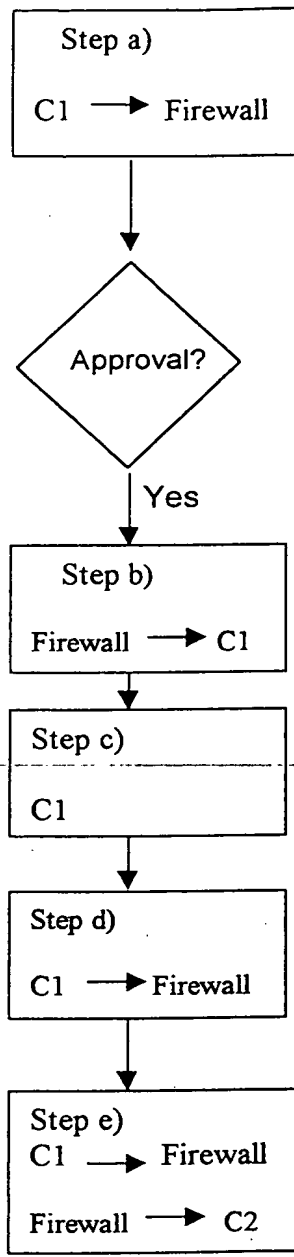 Step a)
C1 → Firewall
Approval?
Yes
Step b)
Firewall → C1
Step c)
C1
Step d)
C1 → Firewall
Step e)
C1 → Firewall
Firewall → C2